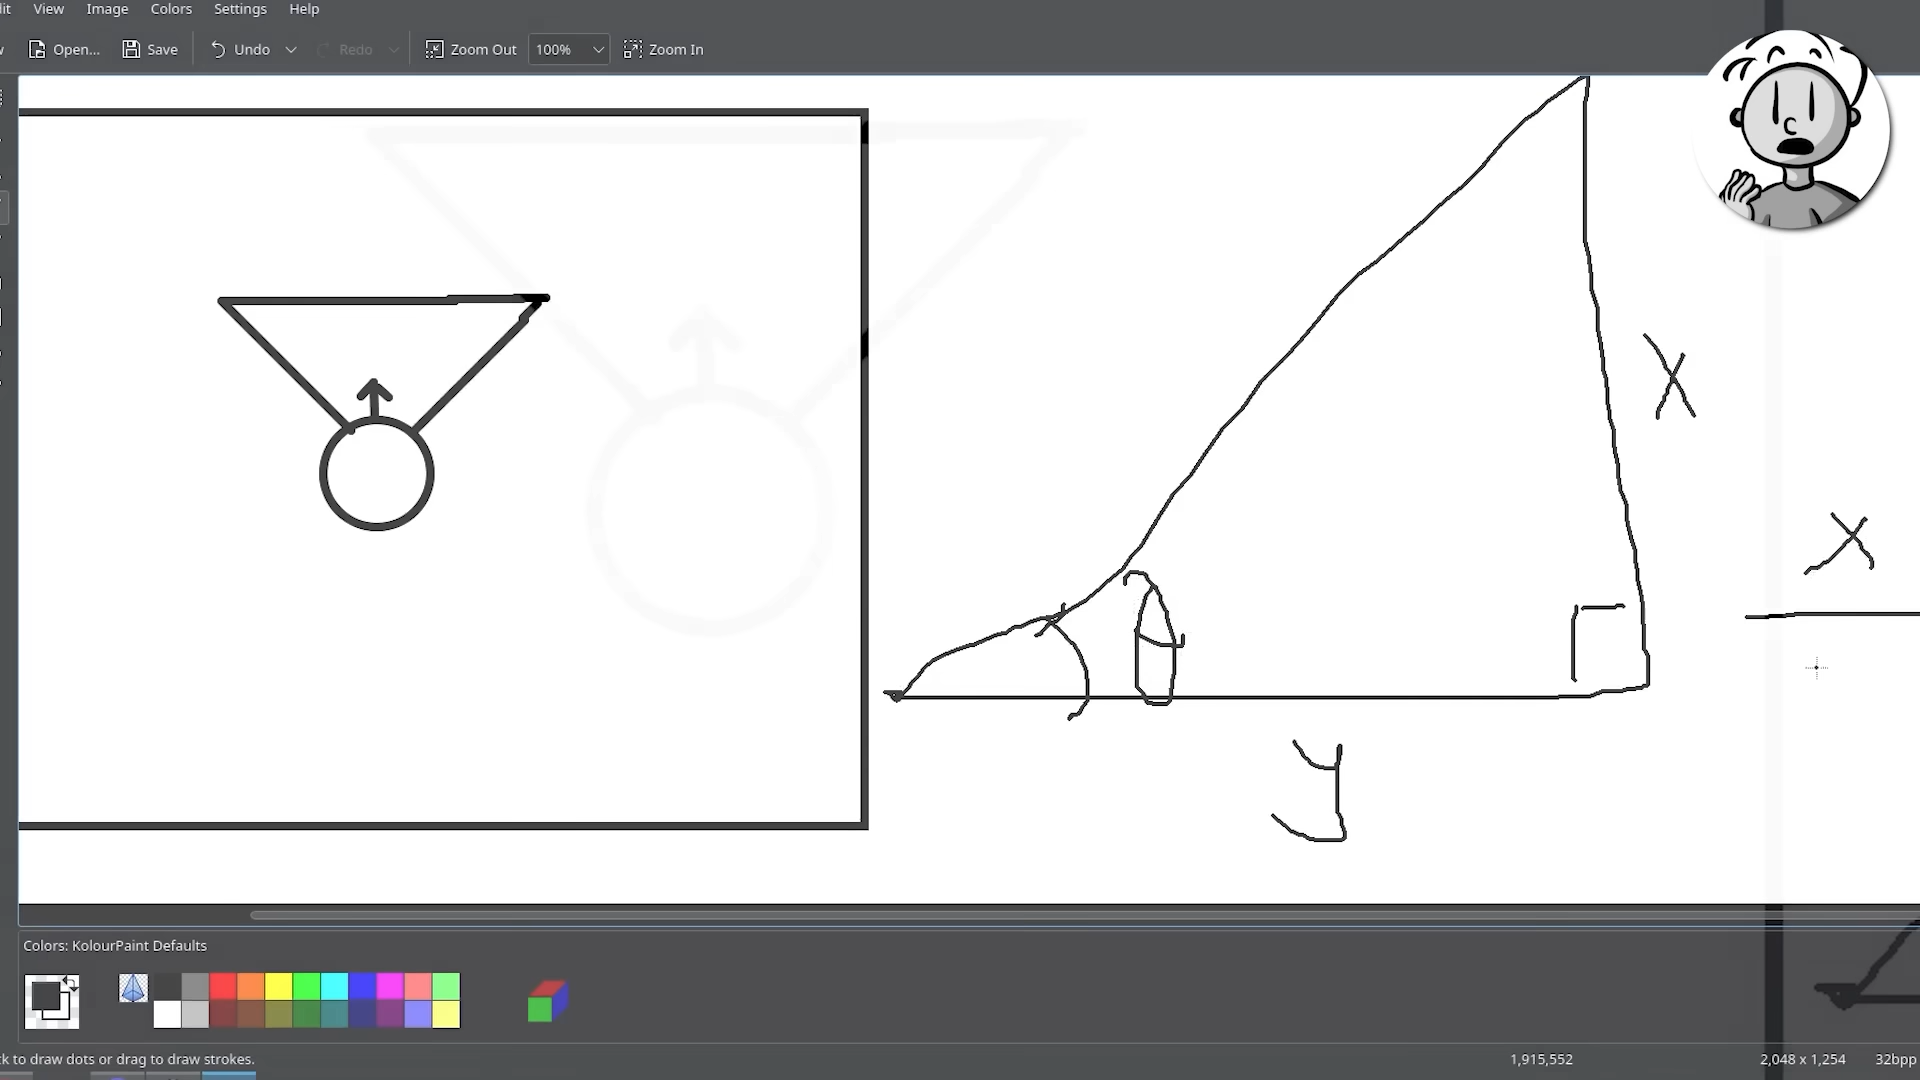 View Image Colors Settings Help
Open... Save Undo Redo Zoom Out 100% Zoom In
x
x
θ
y
Colors: KolourPaint Defaults
to draw dots or drag to draw strokes.
1,915,552
2,048 x 1,254
32bpp